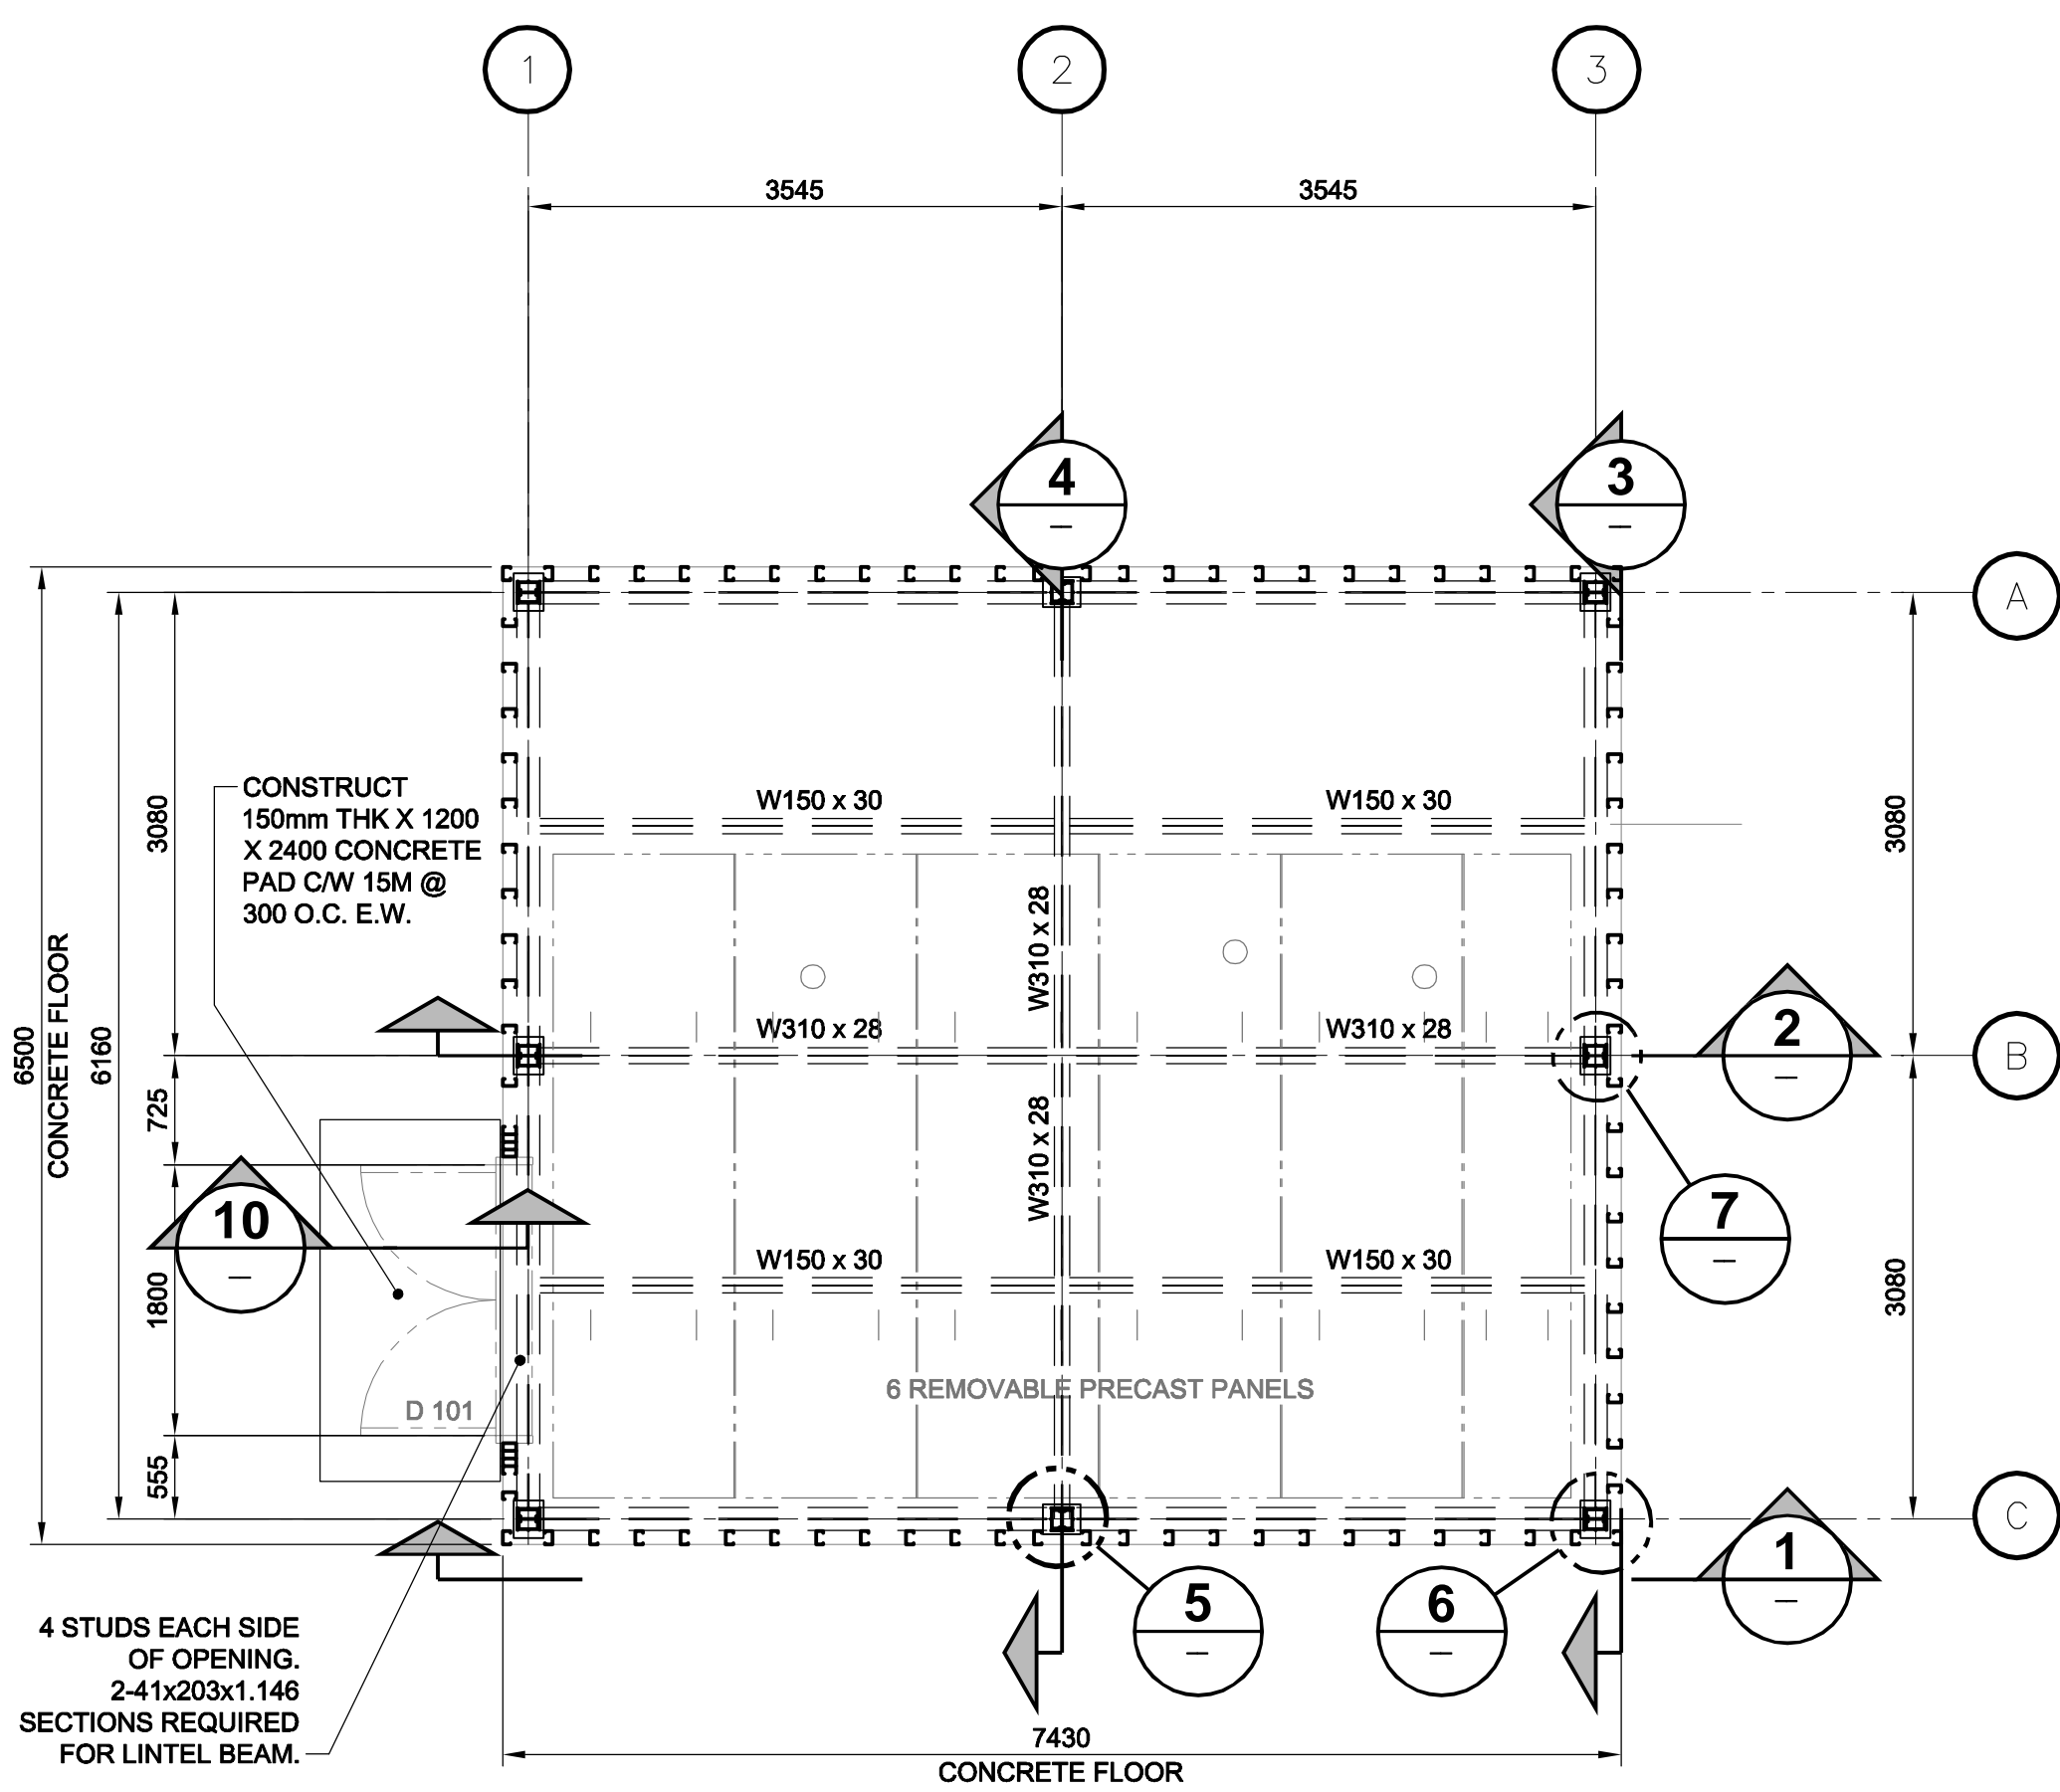 1
2
3
3545
3545
4
–
3
–
A
CONSTRUCT
150mm THK X 1200
X 2400 CONCRETE
PAD C/W 15M @
300 O.C. E.W.
W150 x 30
W150 x 30
3080
3080
6500
CONCRETE FLOOR
6160
W310 x 28
W310 x 28
W310 x 28
2
–
B
725
W310 x 28
10
–
7
–
1800
W150 x 30
W150 x 30
3080
6 REMOVABLE PRECAST PANELS
D 101
555
C
5
–
6
–
1
–
4 STUDS EACH SIDE
OF OPENING.
2-41x203x1.146
SECTIONS REQUIRED
FOR LINTEL BEAM.
7430
CONCRETE FLOOR